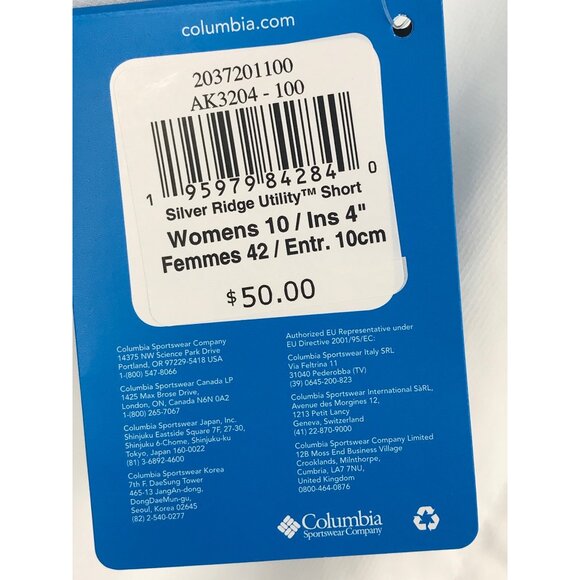 columbia.com
2037201100
AK3204 - 100
1 95979 84284 0
Silver Ridge Utility™ Short
Womens 10 / Ins 4"
Femmes 42 / Entr. 10cm
$50.00
Columbia Sportswear Company
14375 NW Science Park Drive
Portland, OR 97229-5418 USA
1-(800) 547-8066
Columbia Sportswear Canada LP
1425 Max Brose Drive,
London, ON, Canada N6N 0A2
1-(800) 265-7067
Columbia Sportswear Japan, Inc.
Shinjuku Eastside Square 7F, 27-30,
Shinjuku 6-Chome, Shinjuku-ku
Tokyo, Japan 160-0022
(81) 3-6892-4600
Columbia Sportswear Korea
7th F. DaeSung Tower
465-13 JangAn-dong,
DongDaeMun-gu,
Seoul, Korea
(82) 2-540-0277
Authorized EU Representative under
EU Directive 2001/95/EC:
Columbia Sportswear Italy SRL
Via Feltrina 11
31040 Pederobba (TV)
(39) 0645-200-823
Columbia Sportswear International SàRL,
Avenue des Morgines 12,
1213 Petit Lancy
Geneva, Switzerland
(41) 22-870-9000
Columbia Sportswear Company Limited
12B Moss End Business Village
Crooklands, Milnthorpe,
Cumbria, LA7 7NU,
United Kingdom
0800-464-0876
Columbia
Sportswear Company